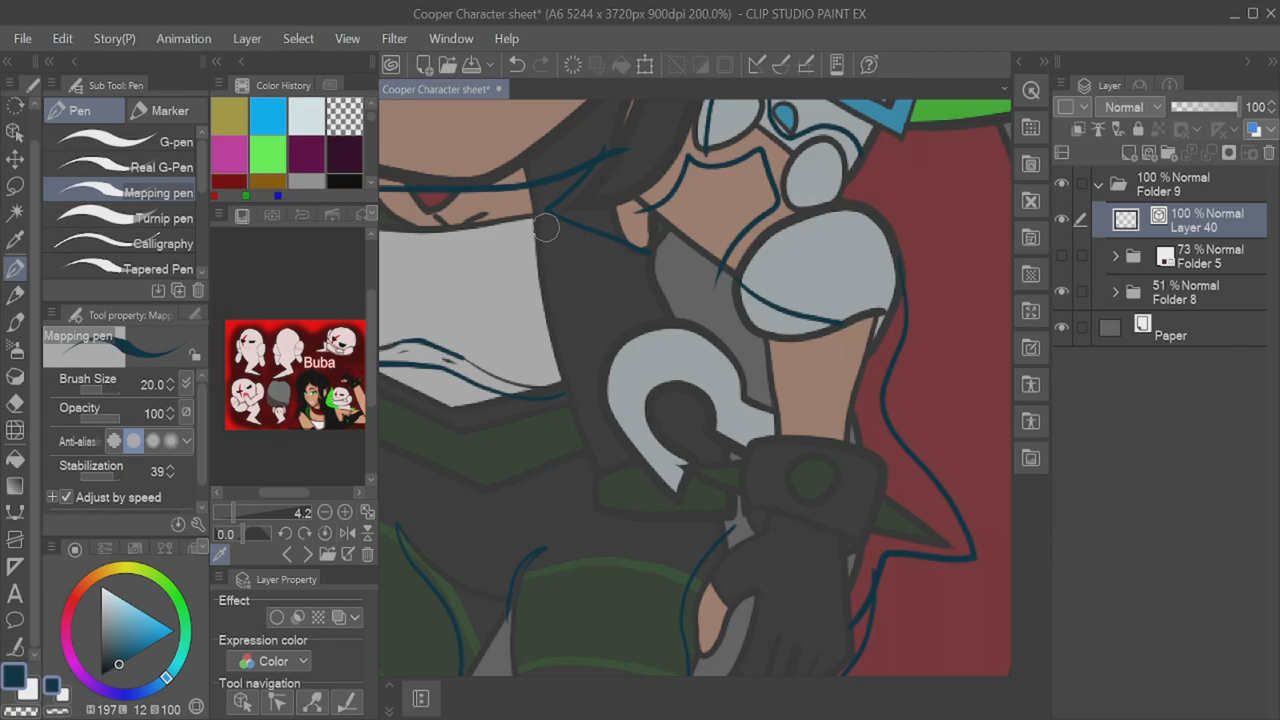 Cooper Character sheet* (A6 5244 x 3720px 900dpi 200.0%) - CLIP STUDIO PAINT EX
File Edit Story(P) Animation Layer Select View Filter Window Help
Sub Tool: Pen
Pen
Marker
G-pen
Real G-Pen
Mapping pen
Turnip pen
Calligraphy
Tapered Pen
Tool property: Mapp
Mapping pen
Brush Size 20.0
Opacity 100
Anti-alias
Stabilization 39
Adjust by speed
H 197 L 12 S 100
Color History
Buba
4.2
0.0
Layer Property
Effect
Expression color
Color
Tool navigation
Cooper Character sheet*
Layer
Normal 100
100 % Normal
Folder 9
100 % Normal
Layer 40
73 % Normal
Folder 5
51 % Normal
Folder 8
Paper